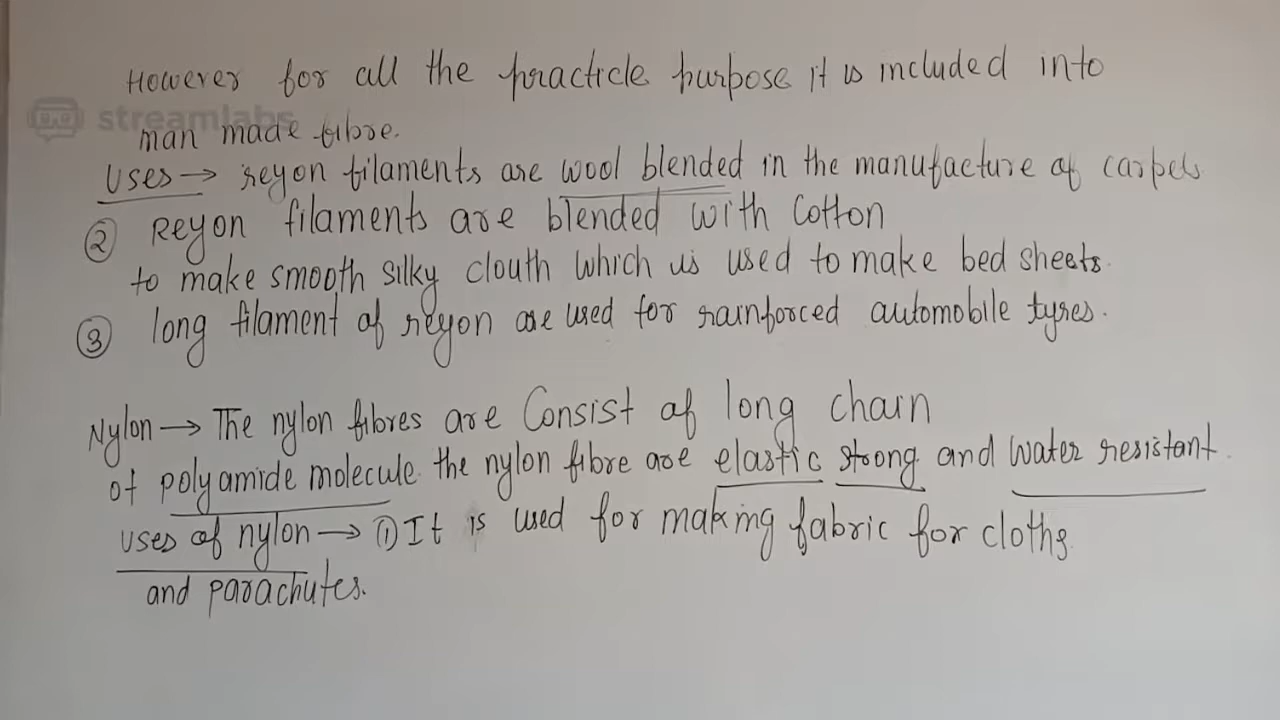 However for all the practicle purpose it is included into
streamlabs
man made fibre.
Uses → reyon filaments are wool blended in the manufacture of carpets
② Reyon filaments are blended with Cotton
to make smooth silky clouth which is used to make bed sheets.
③ long filament of reyon are used for rainforced automobile tyres.
Nylon → The nylon fibres are Consist of long chain
of polyamide molecule. the nylon fibre are elastic strong and water resistant.
uses of nylon → ① It is used for making fabric for cloths
and parachutes.